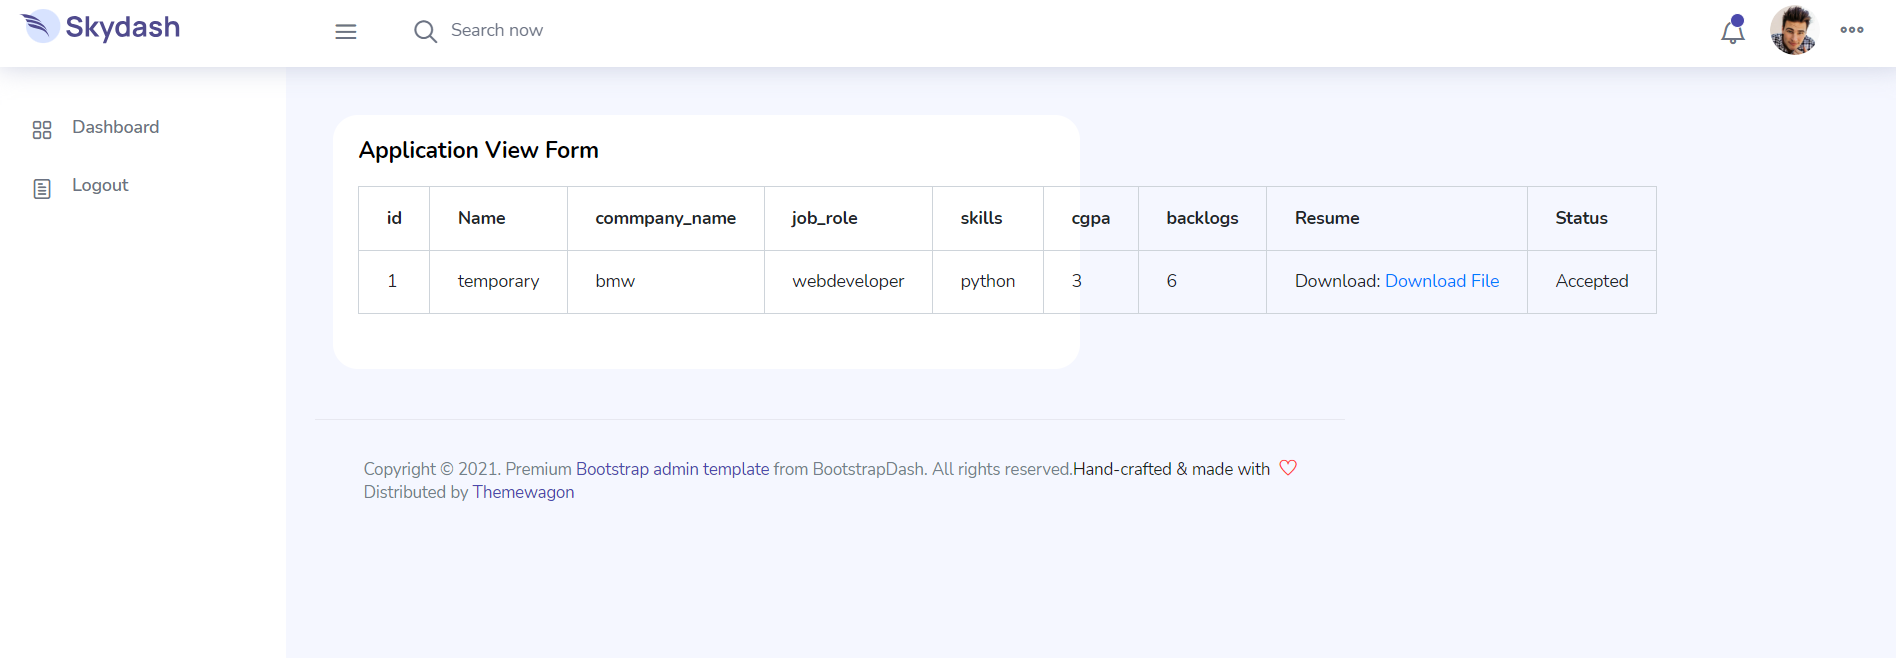 Skydash
Search now
Dashboard
Logout
Application View Form
id Name commpany_name job_role skills cgpa backlogs Resume Status
1 temporary bmw webdeveloper python 3 6 Download: Download File Accepted
Copyright © 2021. Premium Bootstrap admin template from BootstrapDash. All rights reserved.Hand-crafted & made with ♡
Distributed by Themewagon